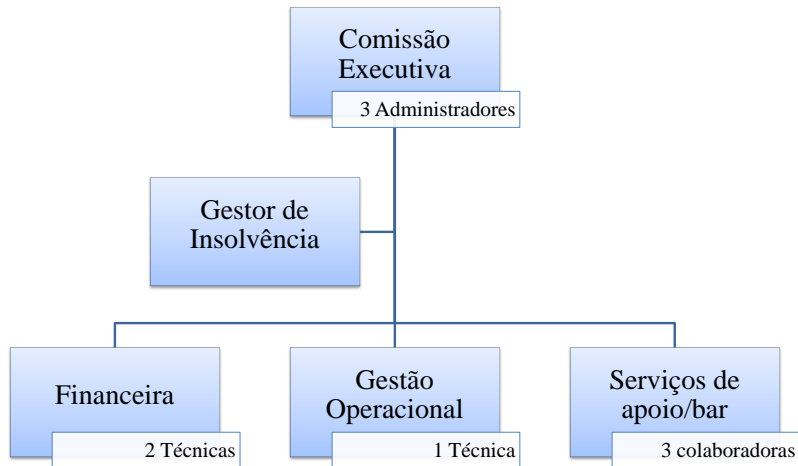 Comissão
Executiva
3 Administradores
Gestor de
Insolvência
Financeira
2 Técnicas
Gestão
Operacional
1 Técnica
Serviços de
apoio/bar
3 colaboradoras